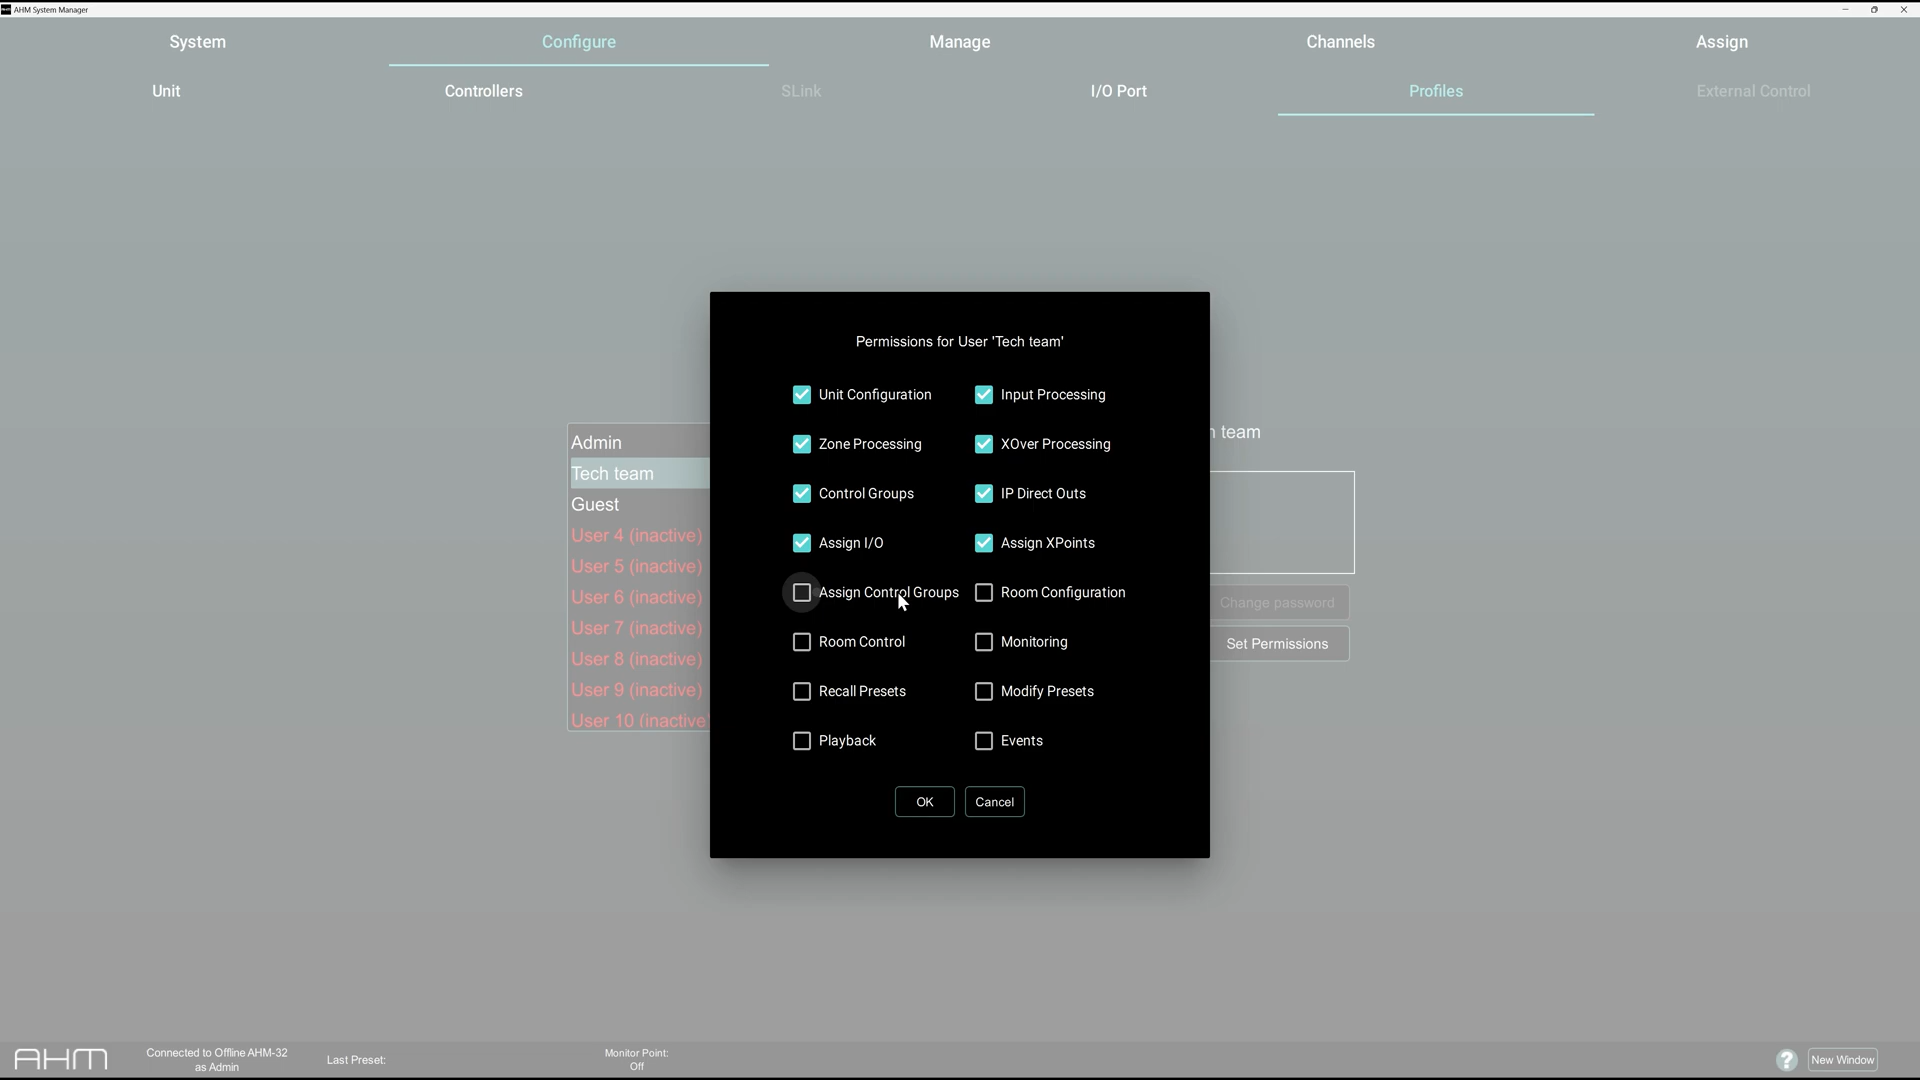 AHM System Manager
System
Configure
Manage
Channels
Assign
Unit
Controllers
SLink
I/O Port
Profiles
External Control
Permissions for User 'Tech team'
Unit Configuration
Input Processing
Zone Processing
XOver Processing
Control Groups
IP Direct Outs
Assign I/O
Assign XPoints
Assign Control Groups
Room Configuration
Room Control
Monitoring
Recall Presets
Modify Presets
Playback
Events
OK
Cancel
Admin
Tech team
Guest
User 4 (inactive)
User 5 (inactive)
User 6 (inactive)
User 7 (inactive)
User 8 (inactive)
User 9 (inactive)
User 10 (inactive
team
Change password
Set Permissions
AHM
Connected to Offline AHM-32
as Admin
Last Preset:
Monitor Point:
Off
?
New Window